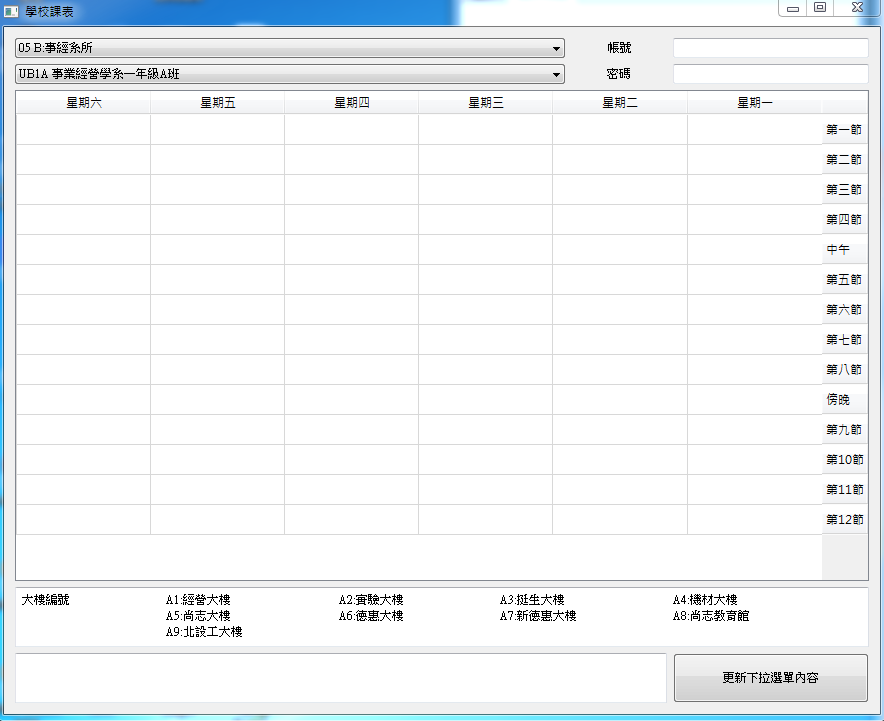 學校課表
05 B:事經系所
帳號
UB1A 事業經營學系一年級A班
密碼
星期六 星期五 星期四 星期三 星期二 星期一
第一節
第二節
第三節
第四節
中午
第五節
第六節
第七節
第八節
傍晚
第九節
第10節
第11節
第12節
大樓編號 A1:經營大樓 A2:實驗大樓 A3:挺生大樓 A4:機材大樓
A5:尚志大樓 A6:德惠大樓 A7:新德惠大樓 A8:尚志教育館
A9:北設工大樓
更新下拉選單內容